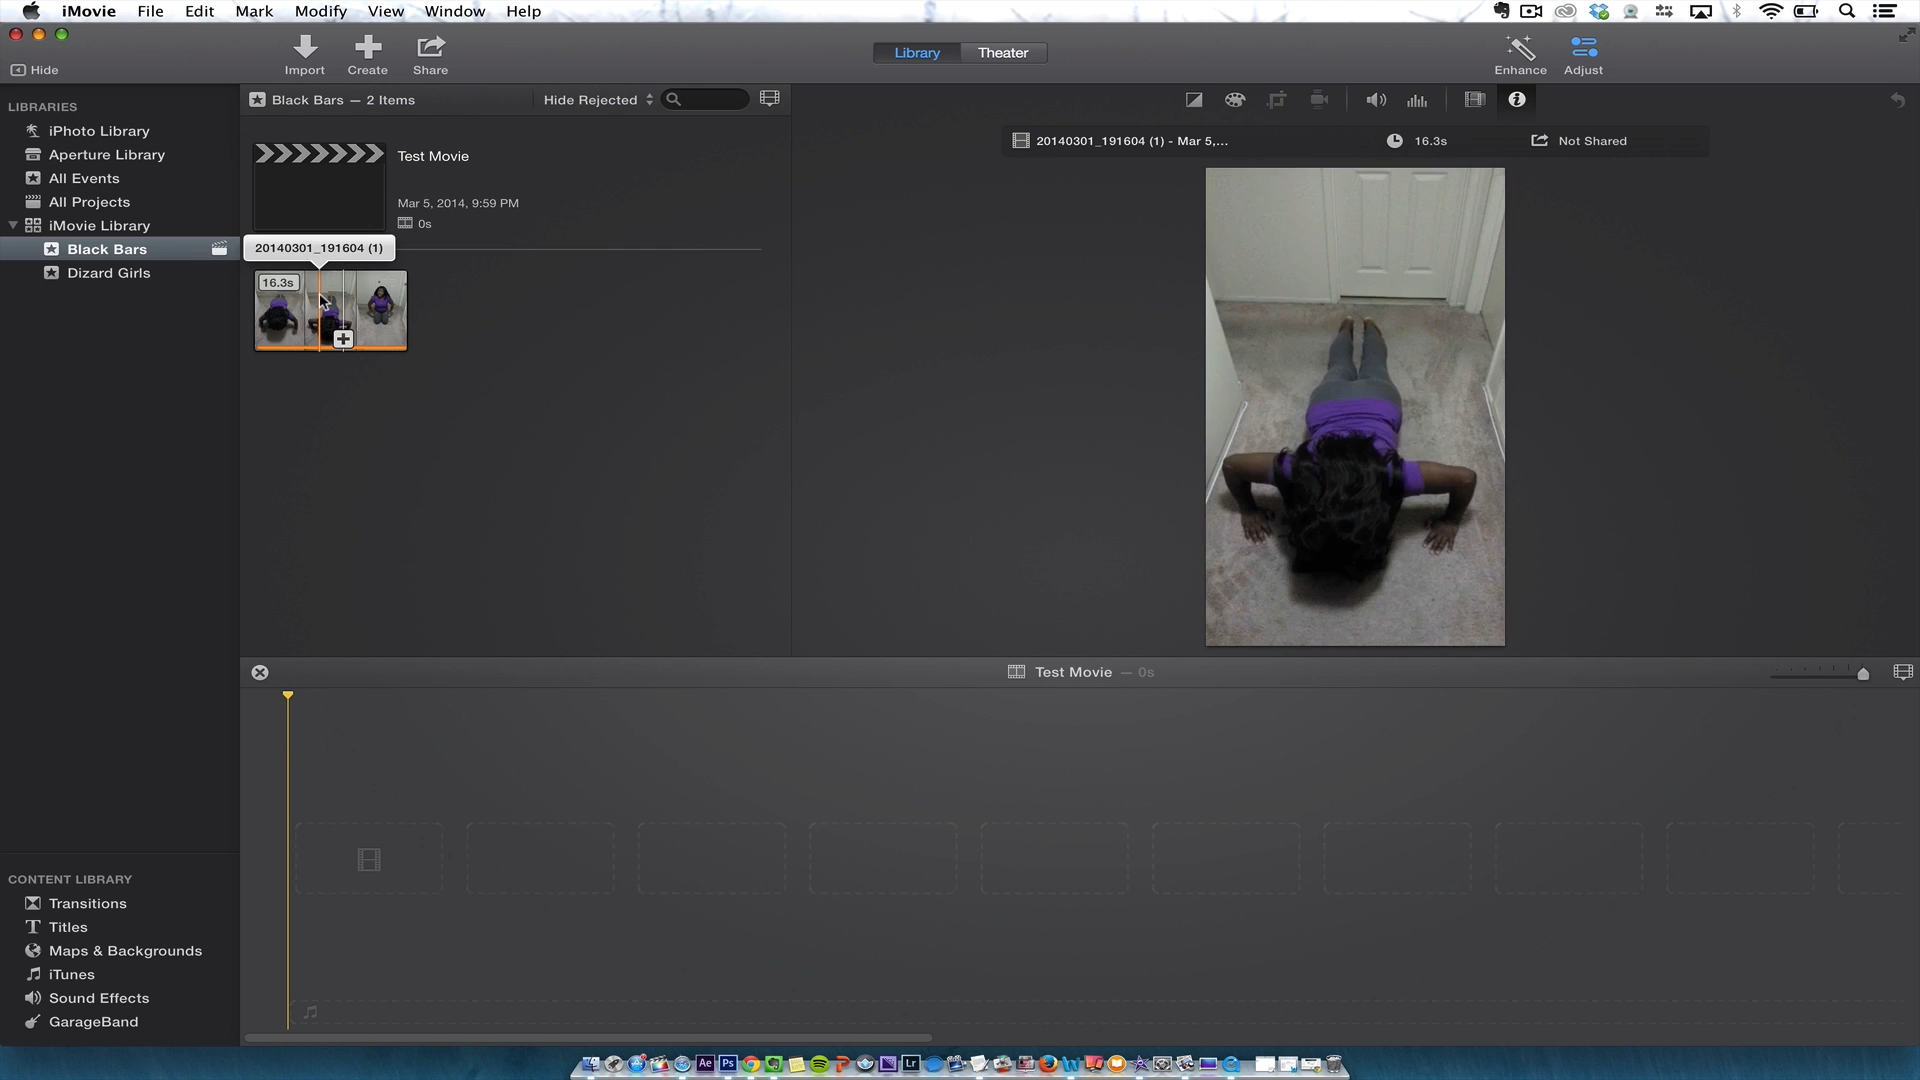 iMovie File Edit Mark Modify View Window Help
Hide
Import Create Share
Library Theater
Enhance Adjust
LIBRARIES
iPhoto Library
Aperture Library
All Events
All Projects
iMovie Library
Black Bars
Dizard Girls
Black Bars — 2 Items
Hide Rejected
Test Movie
Mar 5, 2014, 9:59 PM
0s
20140301_191604 (1)
16.3s
20140301_191604 (1) - Mar 5,...
16.3s
Not Shared
Test Movie — 0s
CONTENT LIBRARY
Transitions
Titles
Maps & Backgrounds
iTunes
Sound Effects
GarageBand
Ae Ps Lr